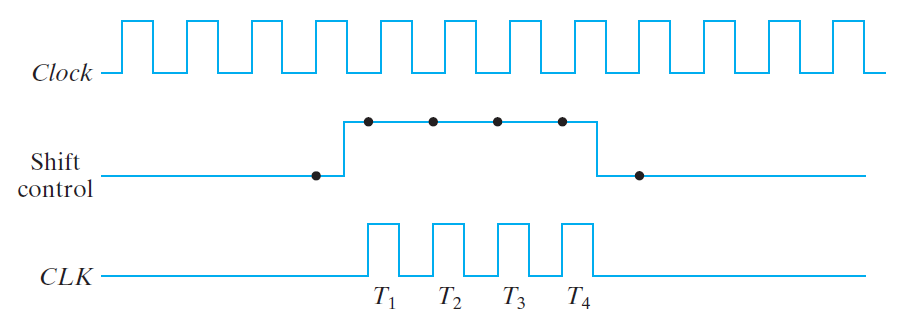 Clock
Shift
control
CLK
T₁ T₂ T₃ T₄